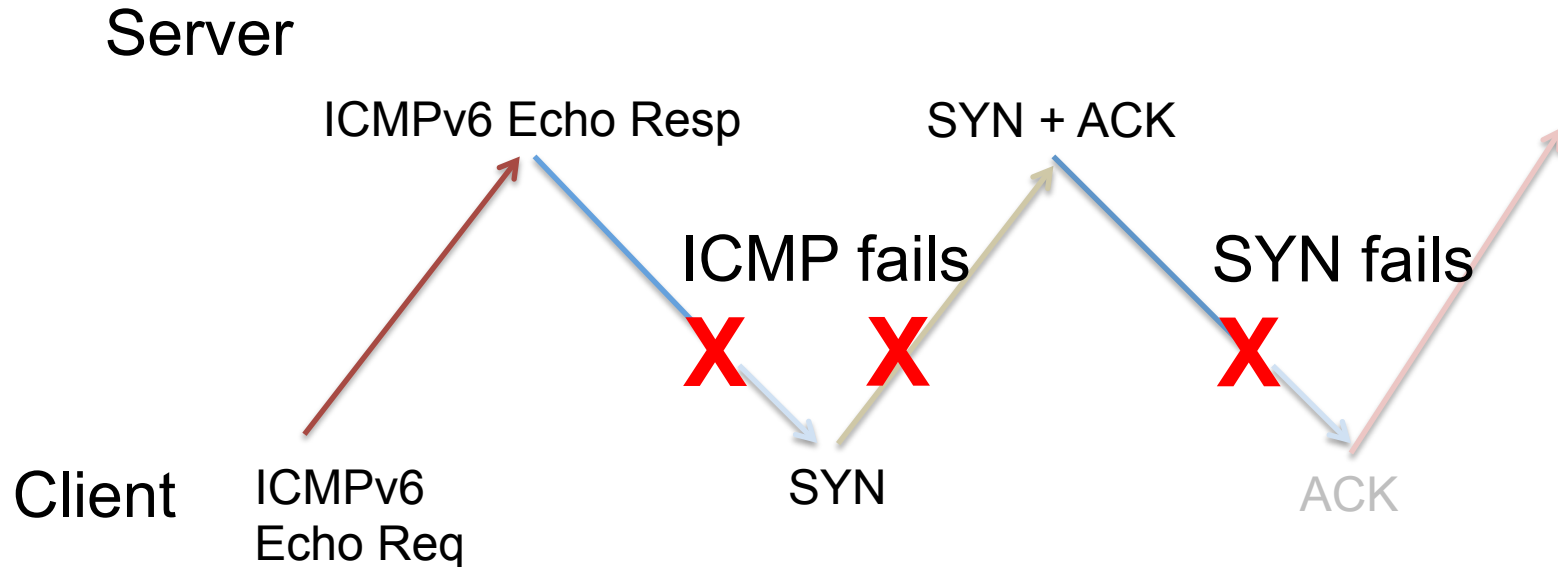 Server
ICMPv6 Echo Resp
SYN + ACK
ICMP fails
SYN fails
X
X
X
Client
ICMPv6
Echo Req
SYN
ACK